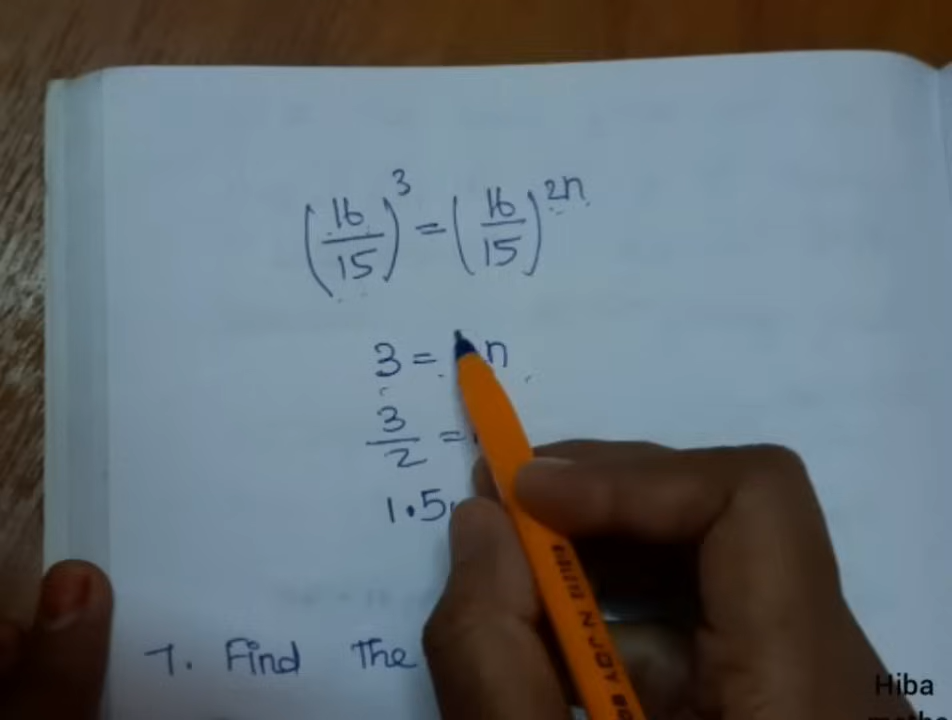 (16/15)^3 = (16/15)^2n
3 = n
3/2 =
1.5
7. Find The
Hiba